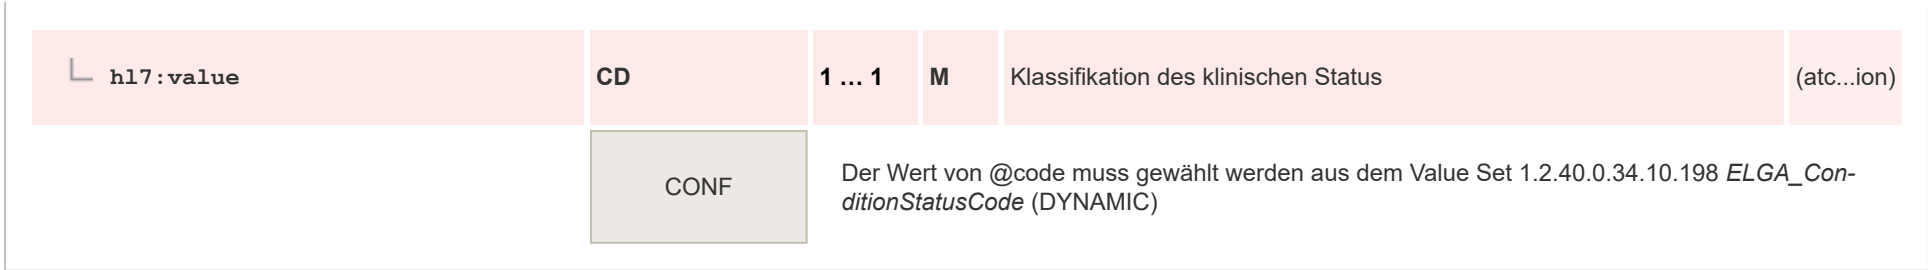 hl7:value CD 1 … 1 M Klassifikation des klinischen Status (atc...ion)
CONF
Der Wert von @code muss gewählt werden aus dem Value Set 1.2.40.0.34.10.198 ELGA_Con-
ditionStatusCode (DYNAMIC)